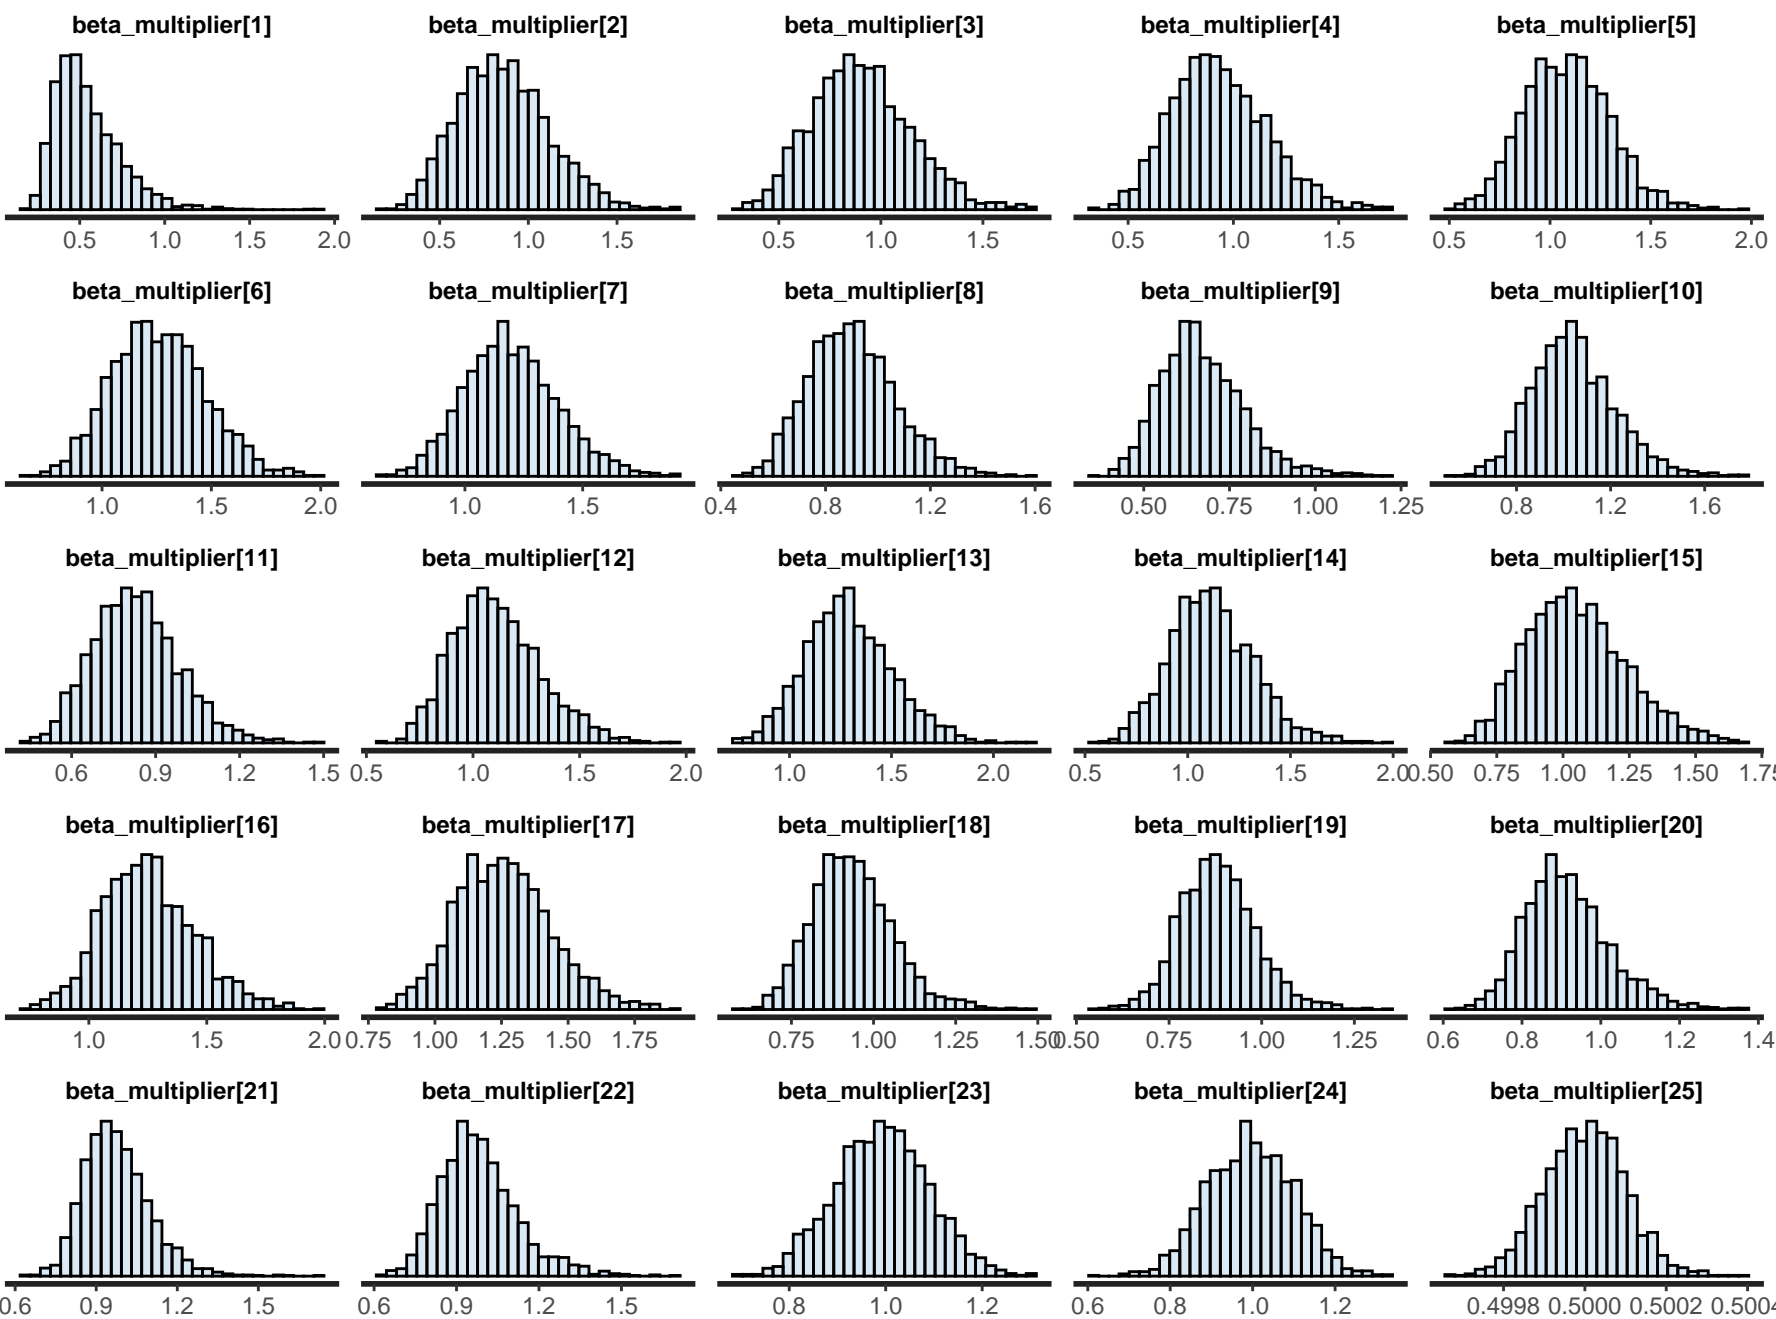 beta_multiplier[1] beta_multiplier[2] beta_multiplier[3] beta_multiplier[4] beta_multiplier[5]
0.5 1.0 1.5 2.0 0.5 1.0 1.5 0.5 1.0 1.5 0.5 1.0 1.5 0.5 1.0 1.5 2.0
beta_multiplier[6] beta_multiplier[7] beta_multiplier[8] beta_multiplier[9] beta_multiplier[10]
1.0 1.5 2.0 1.0 1.5 0.4 0.8 1.2 1.6 0.50 0.75 1.00 1.25 0.8 1.2 1.6
beta_multiplier[11] beta_multiplier[12] beta_multiplier[13] beta_multiplier[14] beta_multiplier[15]
0.6 0.9 1.2 1.5 0.5 1.0 1.5 2.0 1.0 1.5 2.0 0.5 1.0 1.5 2.0 0.50 0.75 1.00 1.25 1.50 1.75
beta_multiplier[16] beta_multiplier[17] beta_multiplier[18] beta_multiplier[19] beta_multiplier[20]
1.0 1.5 2.0 0.75 1.00 1.25 1.50 1.75 0.75 1.00 1.25 1.50 0.50 0.75 1.00 1.25 0.6 0.8 1.0 1.2 1.4
beta_multiplier[21] beta_multiplier[22] beta_multiplier[23] beta_multiplier[24] beta_multiplier[25]
0.6 0.9 1.2 1.5 0.6 0.9 1.2 1.5 0.8 1.0 1.2 0.6 0.8 1.0 1.2 0.4998 0.5000 0.5002 0.5004